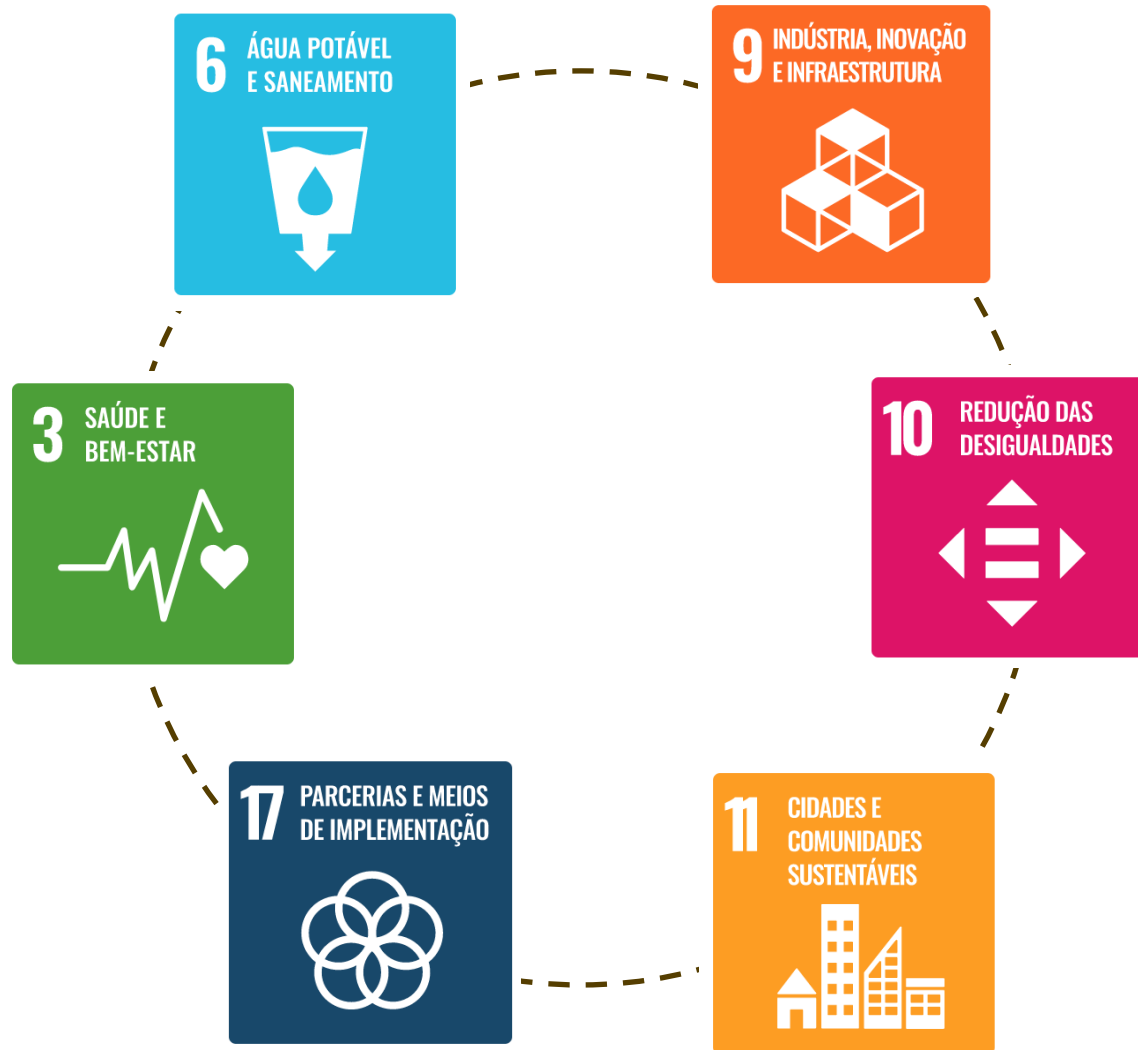 6
ÁGUA POTÁVEL
E SANEAMENTO
9
INDÚSTRIA, INOVAÇÃO
E INFRAESTRUTURA
3
SAÚDE E
BEM-ESTAR
10
REDUÇÃO DAS
DESIGUALDADES
17
PARCERIAS E MEIOS
DE IMPLEMENTAÇÃO
11
CIDADES E
COMUNIDADES
SUSTENTÁVEIS